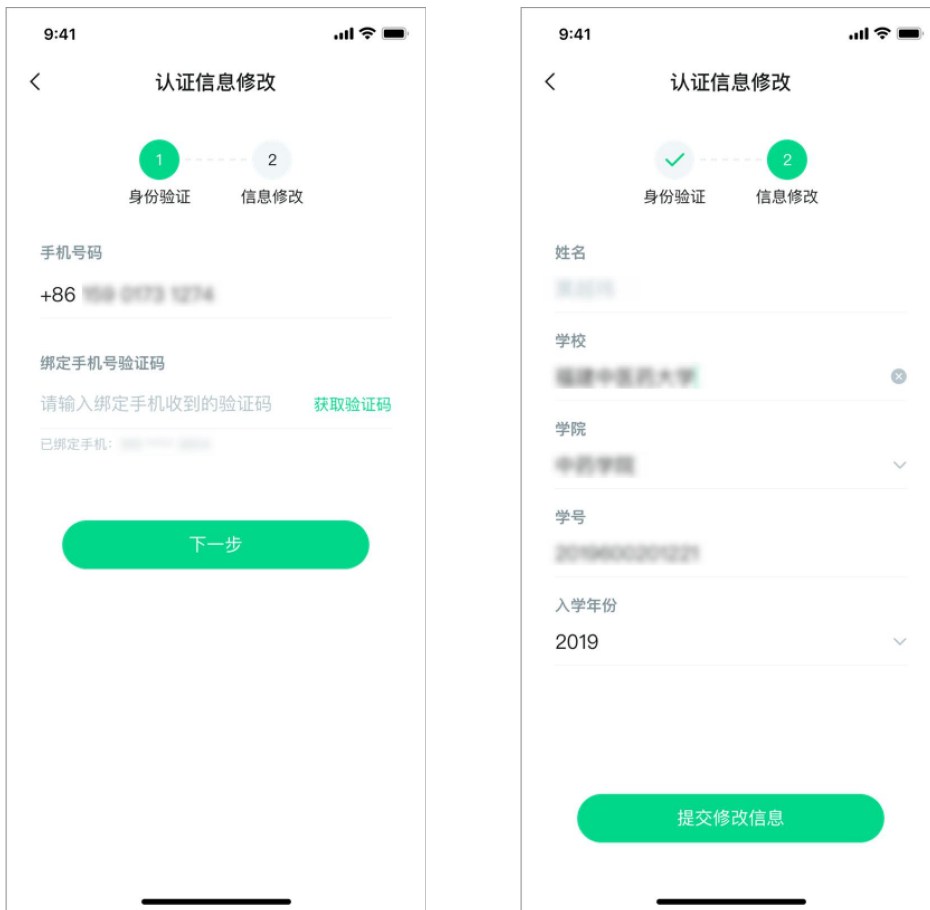 9:41
认证信息修改
1
2
身份验证
信息修改
手机号码
+86
绑定手机号验证码
请输入绑定手机收到的验证码
获取验证码
已绑定手机:
下一步
9:41
认证信息修改
2
身份验证
信息修改
姓名
学校
学院
学号
入学年份
2019
提交修改信息